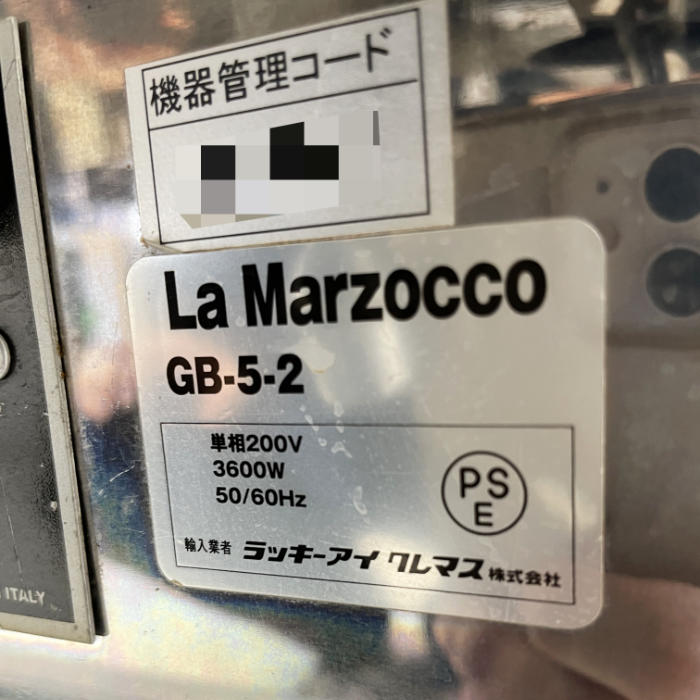 機器管理コード
La Marzocco
GB-5-2
単相200V
3600W
50/60Hz
PS
E
輸入業者 ラッキーアイ クレマス 株式会社
ITALY